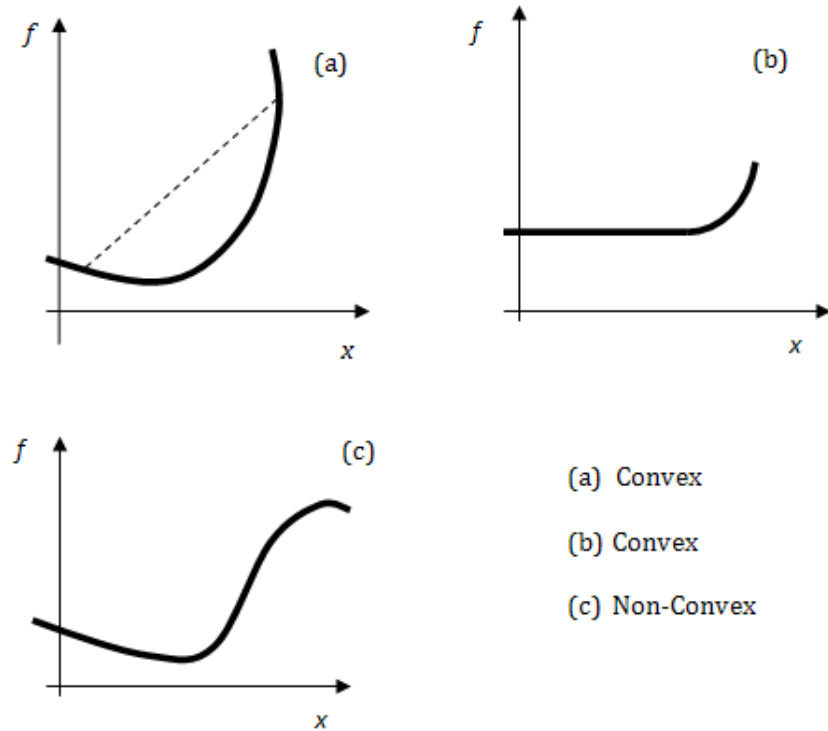 f
(a)
x
f
(b)
x
f
(c)
x
(a) Convex
(b) Convex
(c) Non-Convex